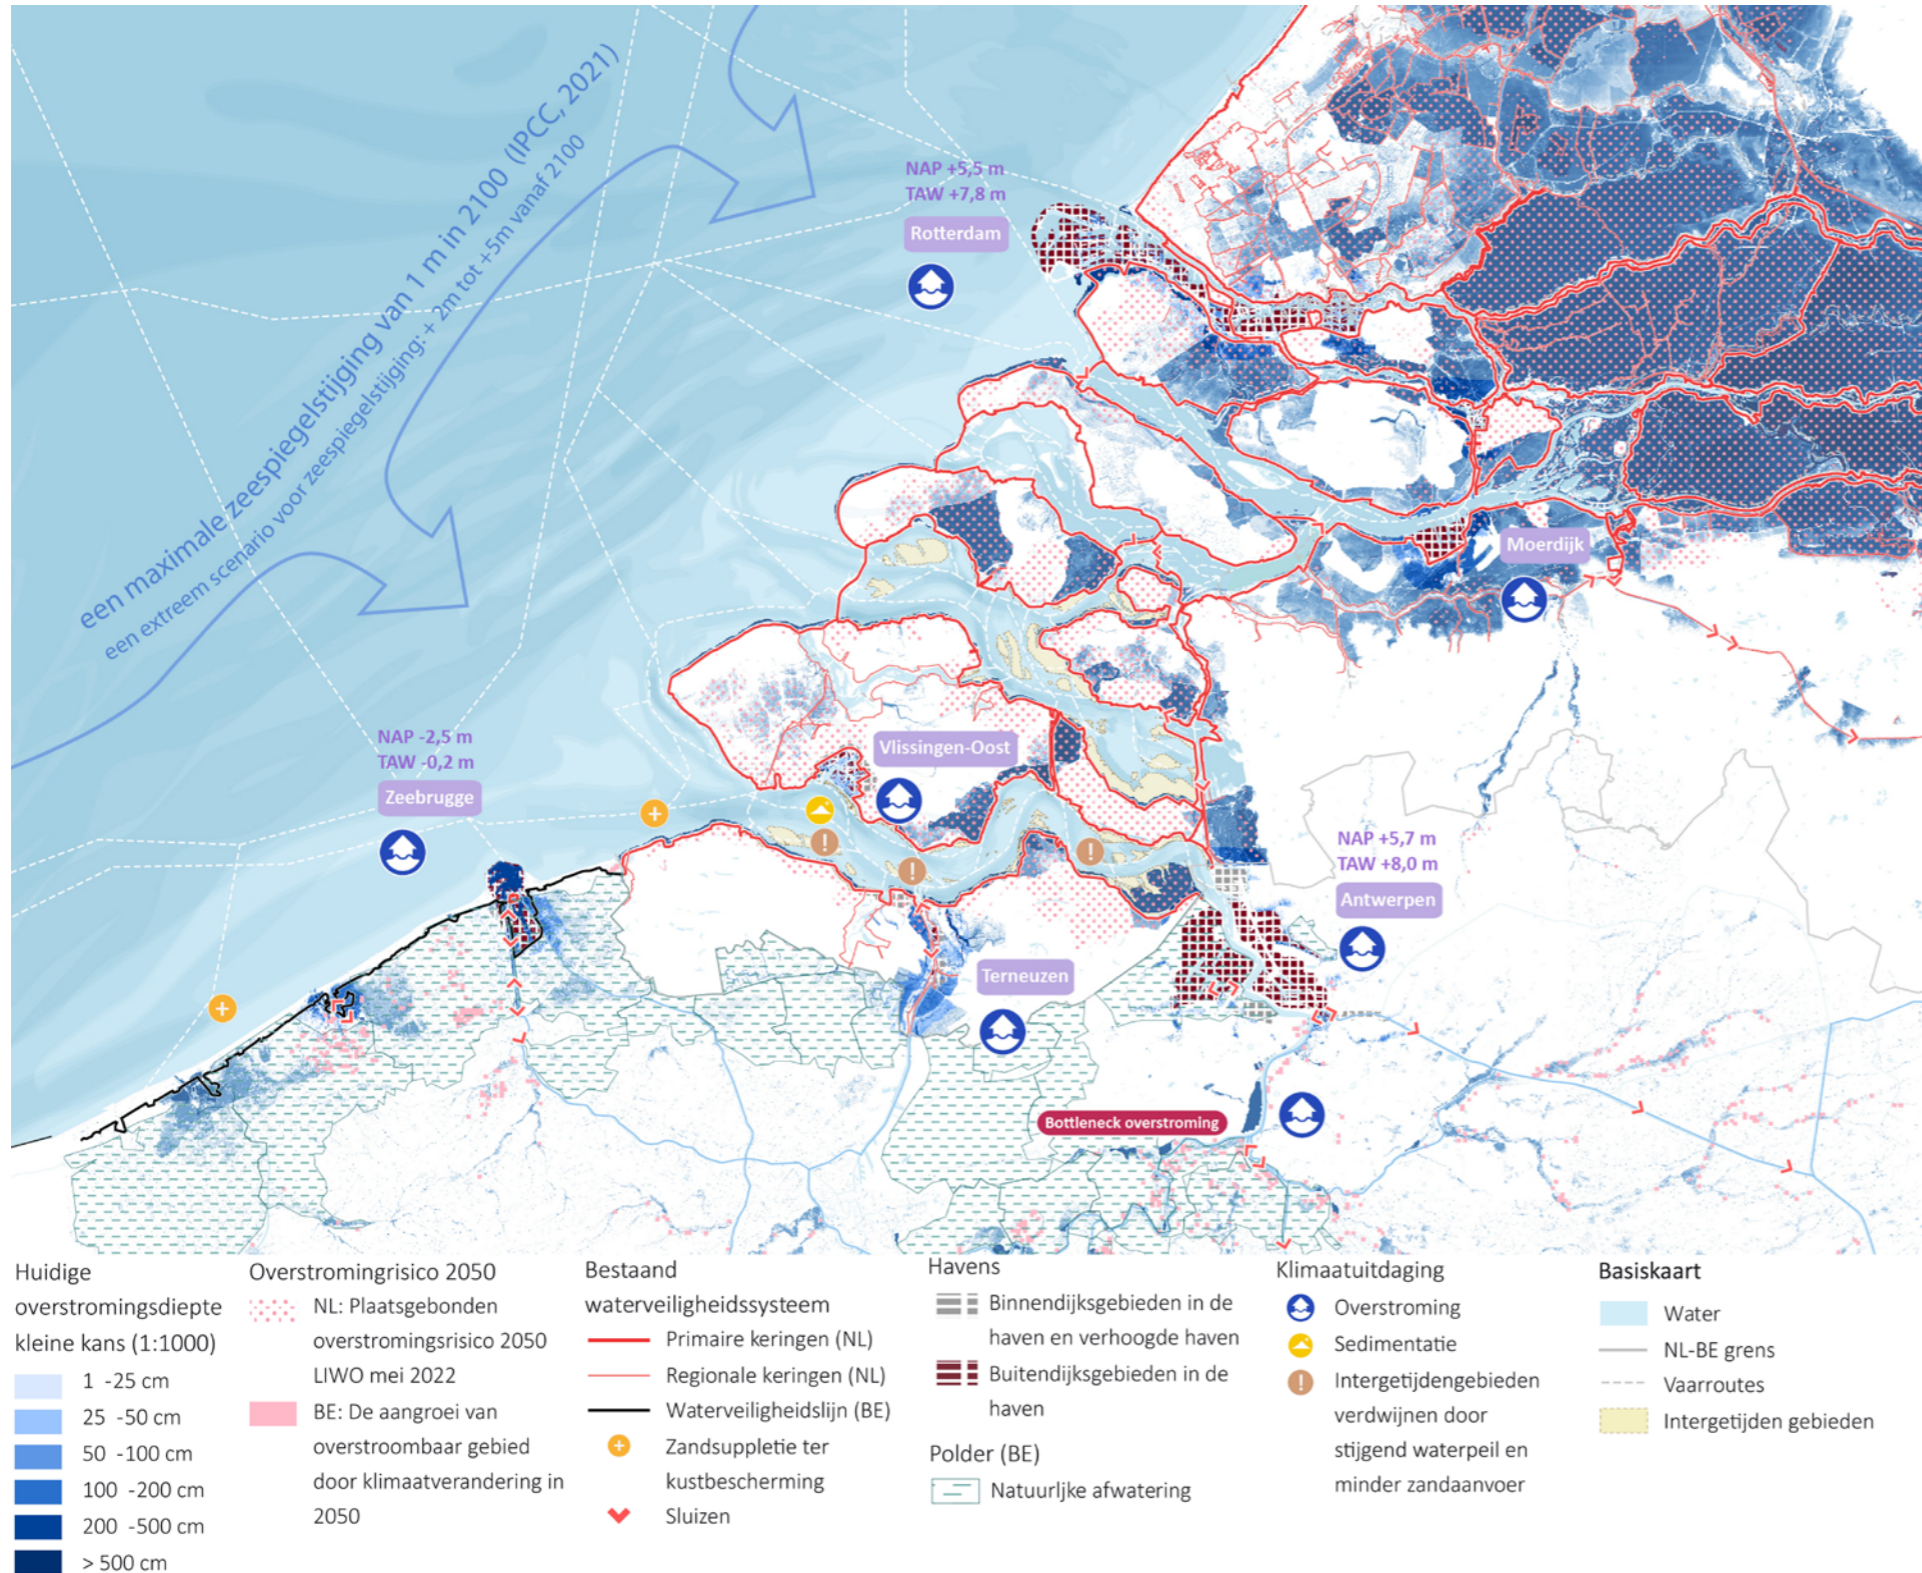 een maximale zeespiegelstijging van 1 m in 2100 (IPCC, 2021)
een extreem scenario voor zeespiegelstijging: + 2m tot +5m vanaf 2100
NAP +5,5 m
TAW +7,8 m
Rotterdam
Moerdijk
NAP -2,5 m
TAW -0,2 m
Zeebrugge
Vlissingen-Oost
NAP +5,7 m
TAW +8,0 m
Antwerpen
Terneuzen
Bottleneck overstroming
Huidige
overstromingsdiepte
kleine kans (1:1000)
1 -25 cm
25 -50 cm
50 -100 cm
100 -200 cm
200 -500 cm
> 500 cm
Overstromingrisico 2050
NL: Plaatsgebonden
overstromingsrisico 2050
LIWO mei 2022
BE: De aangroei van
overstroombaar gebied
door klimaatverandering in
2050
Bestaand
waterveiligheidssysteem
Primaire keringen (NL)
Regionale keringen (NL)
Waterveiligheidslijn (BE)
Zandsuppletie ter
kustbescherming
Sluizen
Havens
Binnendijksgebieden in de
haven en verhoogde haven
Buitendijksgebieden in de
haven
Polder (BE)
Natuurljke afwatering
Klimaatuitdaging
Overstroming
Sedimentatie
Intergetijdengebieden
verdwijnen door
stijgend waterpeil en
minder zandaanvoer
Basiskaart
Water
NL-BE grens
Vaarroutes
Intergetijden gebieden